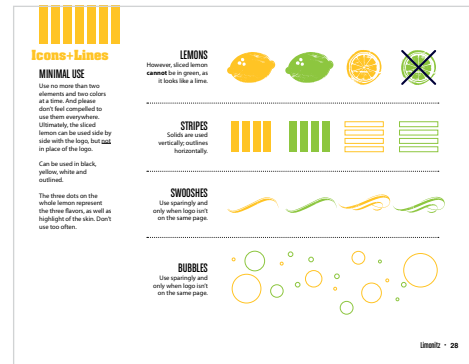 Icons+Lines
MINIMAL USE
Use no more than two
elements and two colors
at a time. And please
don't feel compelled to
use them everywhere.
Ultimately, the sliced
lemon can be used side by
side with the logo, but not
in place of the logo.
Can be used in black,
yellow, white and
outlined.
The three dots on the
whole lemon represent
the three flavors, as well as
highlight of the skin. Don't
use too often.
LEMONS
However, sliced lemon
cannot be in green, as
it looks like a lime.
STRIPES
Solids are used
vertically; outlines
horizontally.
SWOOSHES
Use sparingly and
only when logo isn't
on the same page.
BUBBLES
Use sparingly and
only when logo isn't
on the same page.
Limonitz • 28